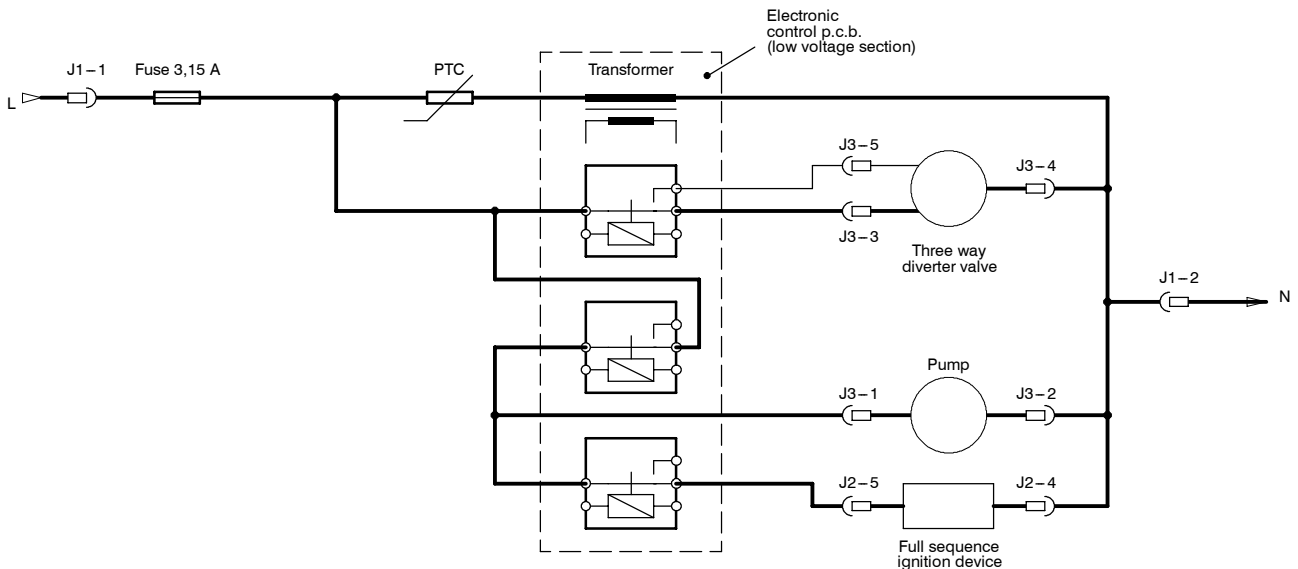 Electronic
control p.c.b.
(low voltage section)
J1-1
Fuse 3,15 A
PTC
Transformer
L
J3-5
J3-4
J3-3
Three way
diverter valve
J1-2
N
Pump
J3-1
J3-2
J2-5
J2-4
Full sequence
ignition device